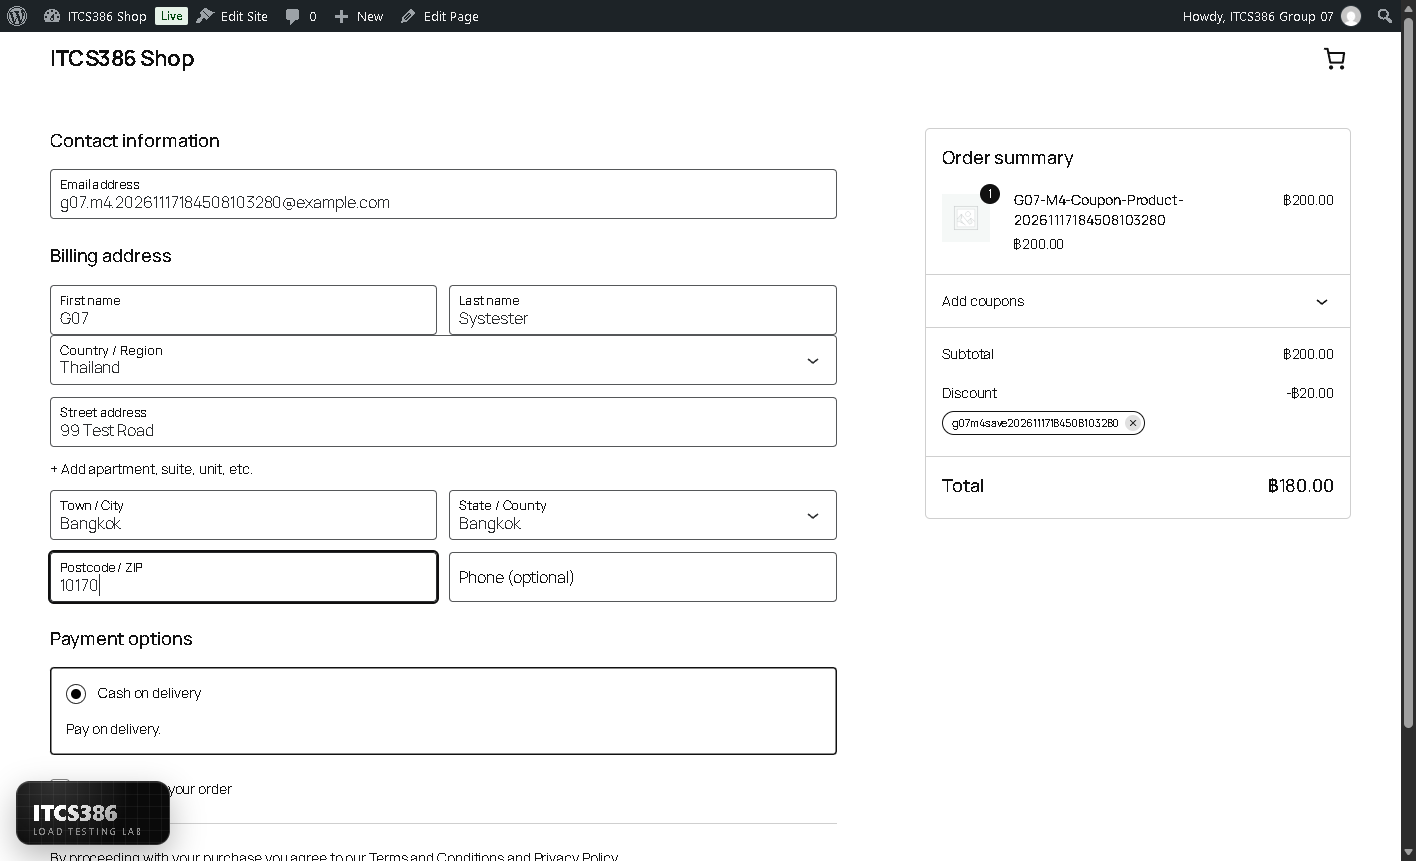 ITCS386 Shop Live Edit Site 0 New Edit Page Howdy, ITCS386 Group 07
ITCS386 Shop
Contact information
Email address
g07.m4.20261117184508103280@example.com
Billing address
First name
G07
Last name
Systester
Country / Region
Thailand
Street address
99 Test Road
+ Add apartment, suite, unit, etc.
Town / City
Bangkok
State / County
Bangkok
Postcode / ZIP
10170
Phone (optional)
Payment options
Cash on delivery
Pay on delivery.
your order
ITCS386
LOAD TESTING LAB
By proceeding with your purchase you agree to our Terms and Conditions and Privacy Policy
Order summary
1
G07-M4-Coupon-Product-
20261117184508103280
฿200.00
฿200.00
Add coupons
Subtotal ฿200.00
Discount -฿20.00
g07m4save20261117184508103280
Total ฿180.00